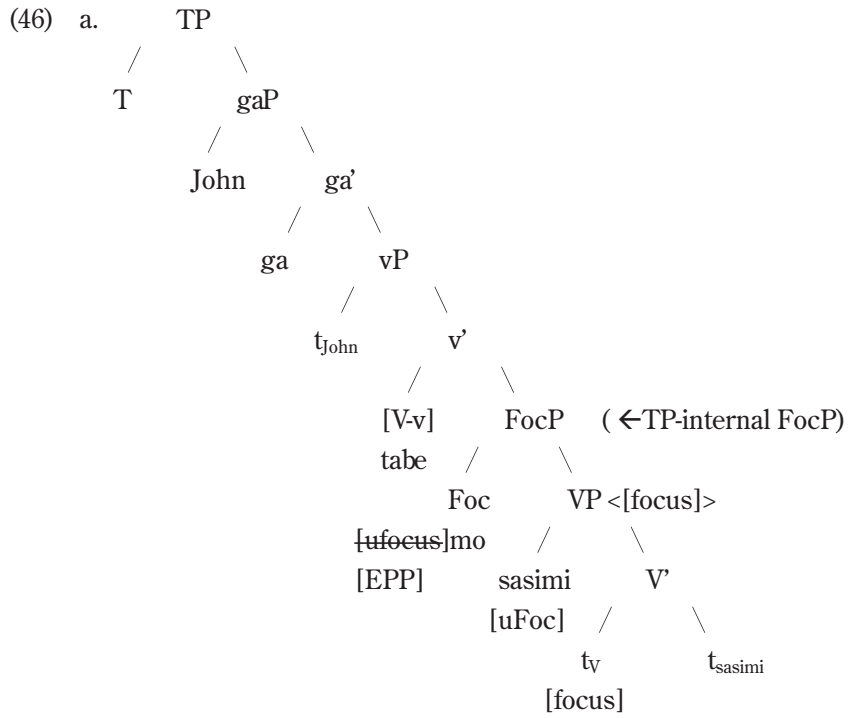 (46) a. TP
T gaP
John ga’
ga vP
tJohn v’
[V-v] FocP ( ←TP-internal FocP)
tabe
Foc VP <[focus]>
[ufocus]mo
[EPP] sasimi V’
[uFoc]
tV tsasimi
[focus]